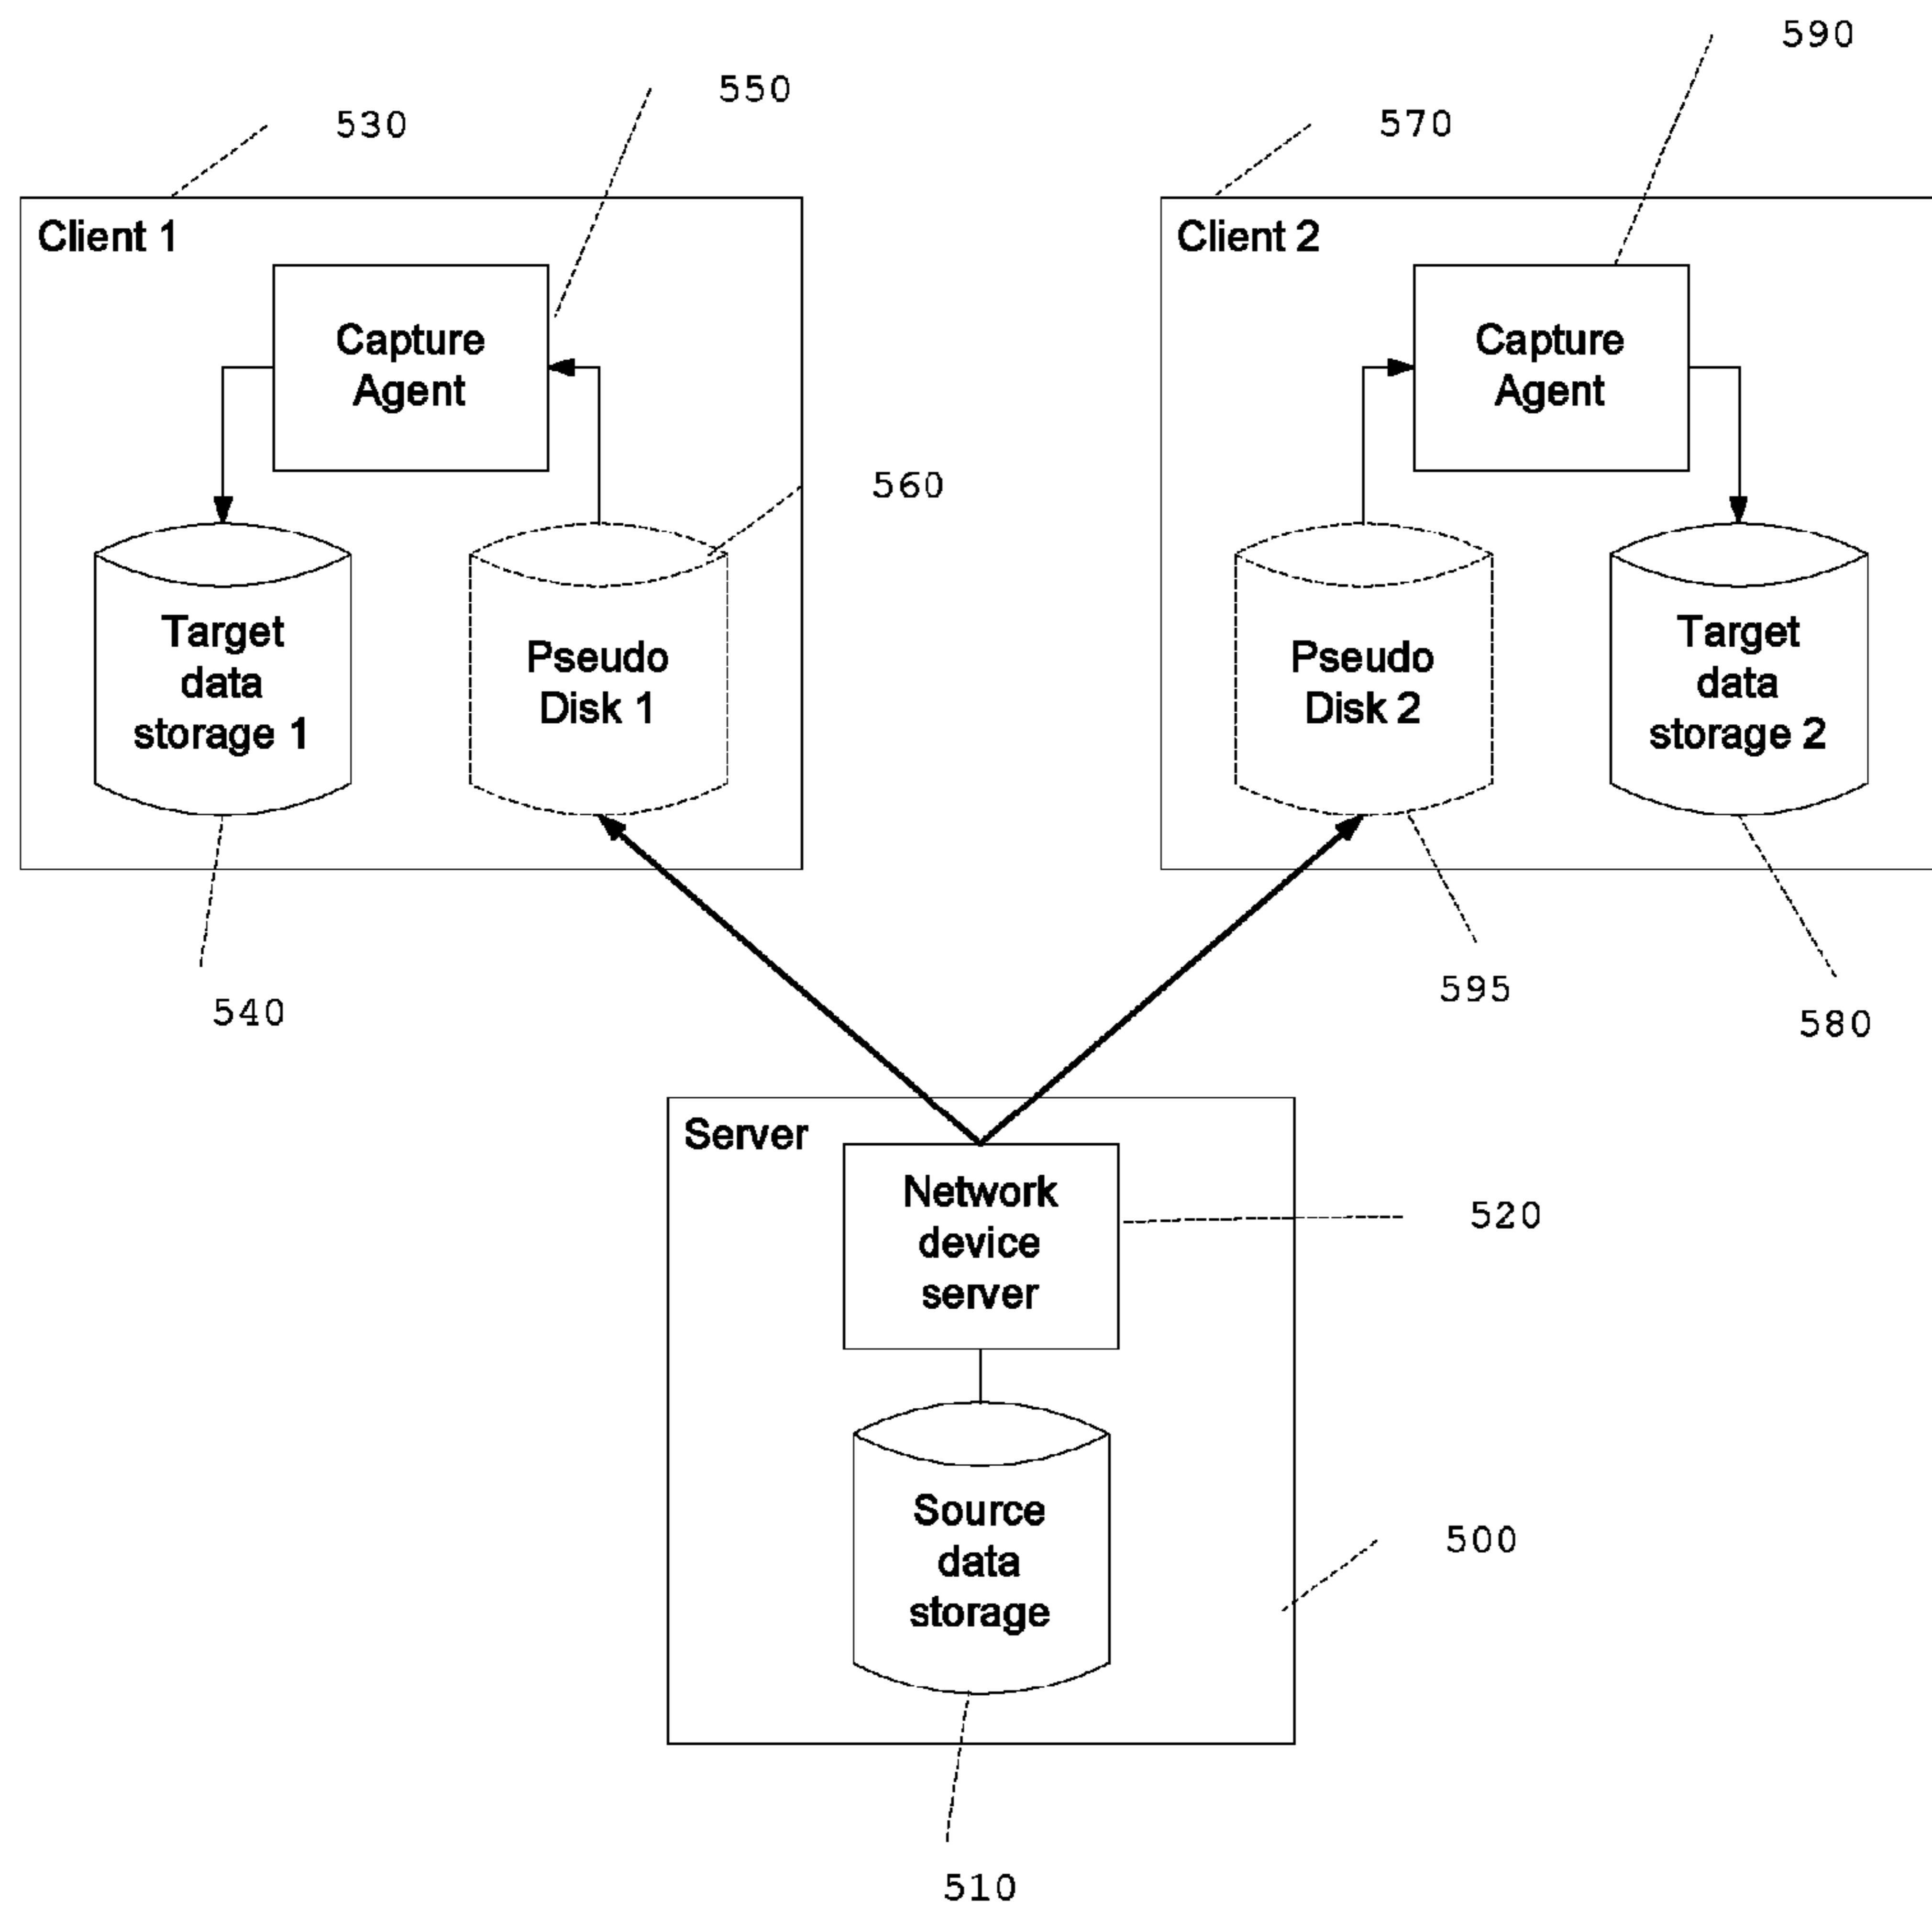 590
550
530
570
Client 1
Client 2
Capture
Agent
Capture
Agent
560
Target
data
storage 1
Pseudo
Disk 1
Pseudo
Disk 2
Target
data
storage 2
595
540
580
Server
Network
device
server
520
Source
data
storage
500
510